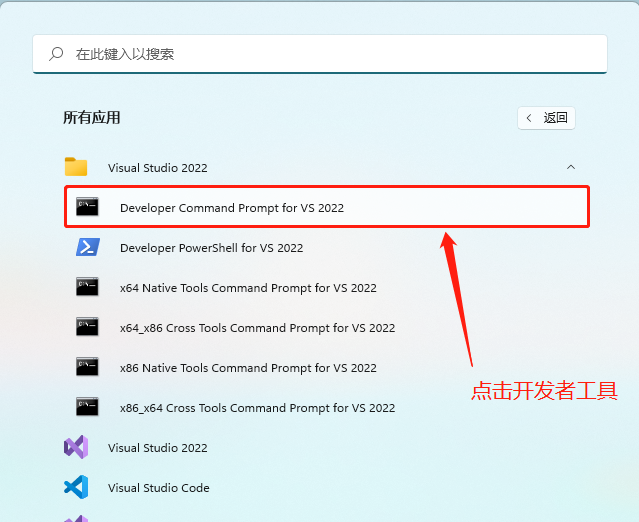 在此键入以搜索
所有应用
返回
Visual Studio 2022
Developer Command Prompt for VS 2022
Developer PowerShell for VS 2022
x64 Native Tools Command Prompt for VS 2022
x64_x86 Cross Tools Command Prompt for VS 2022
x86 Native Tools Command Prompt for VS 2022
点击开发者工具
x86_x64 Cross Tools Command Prompt for VS 2022
Visual Studio 2022
Visual Studio Code